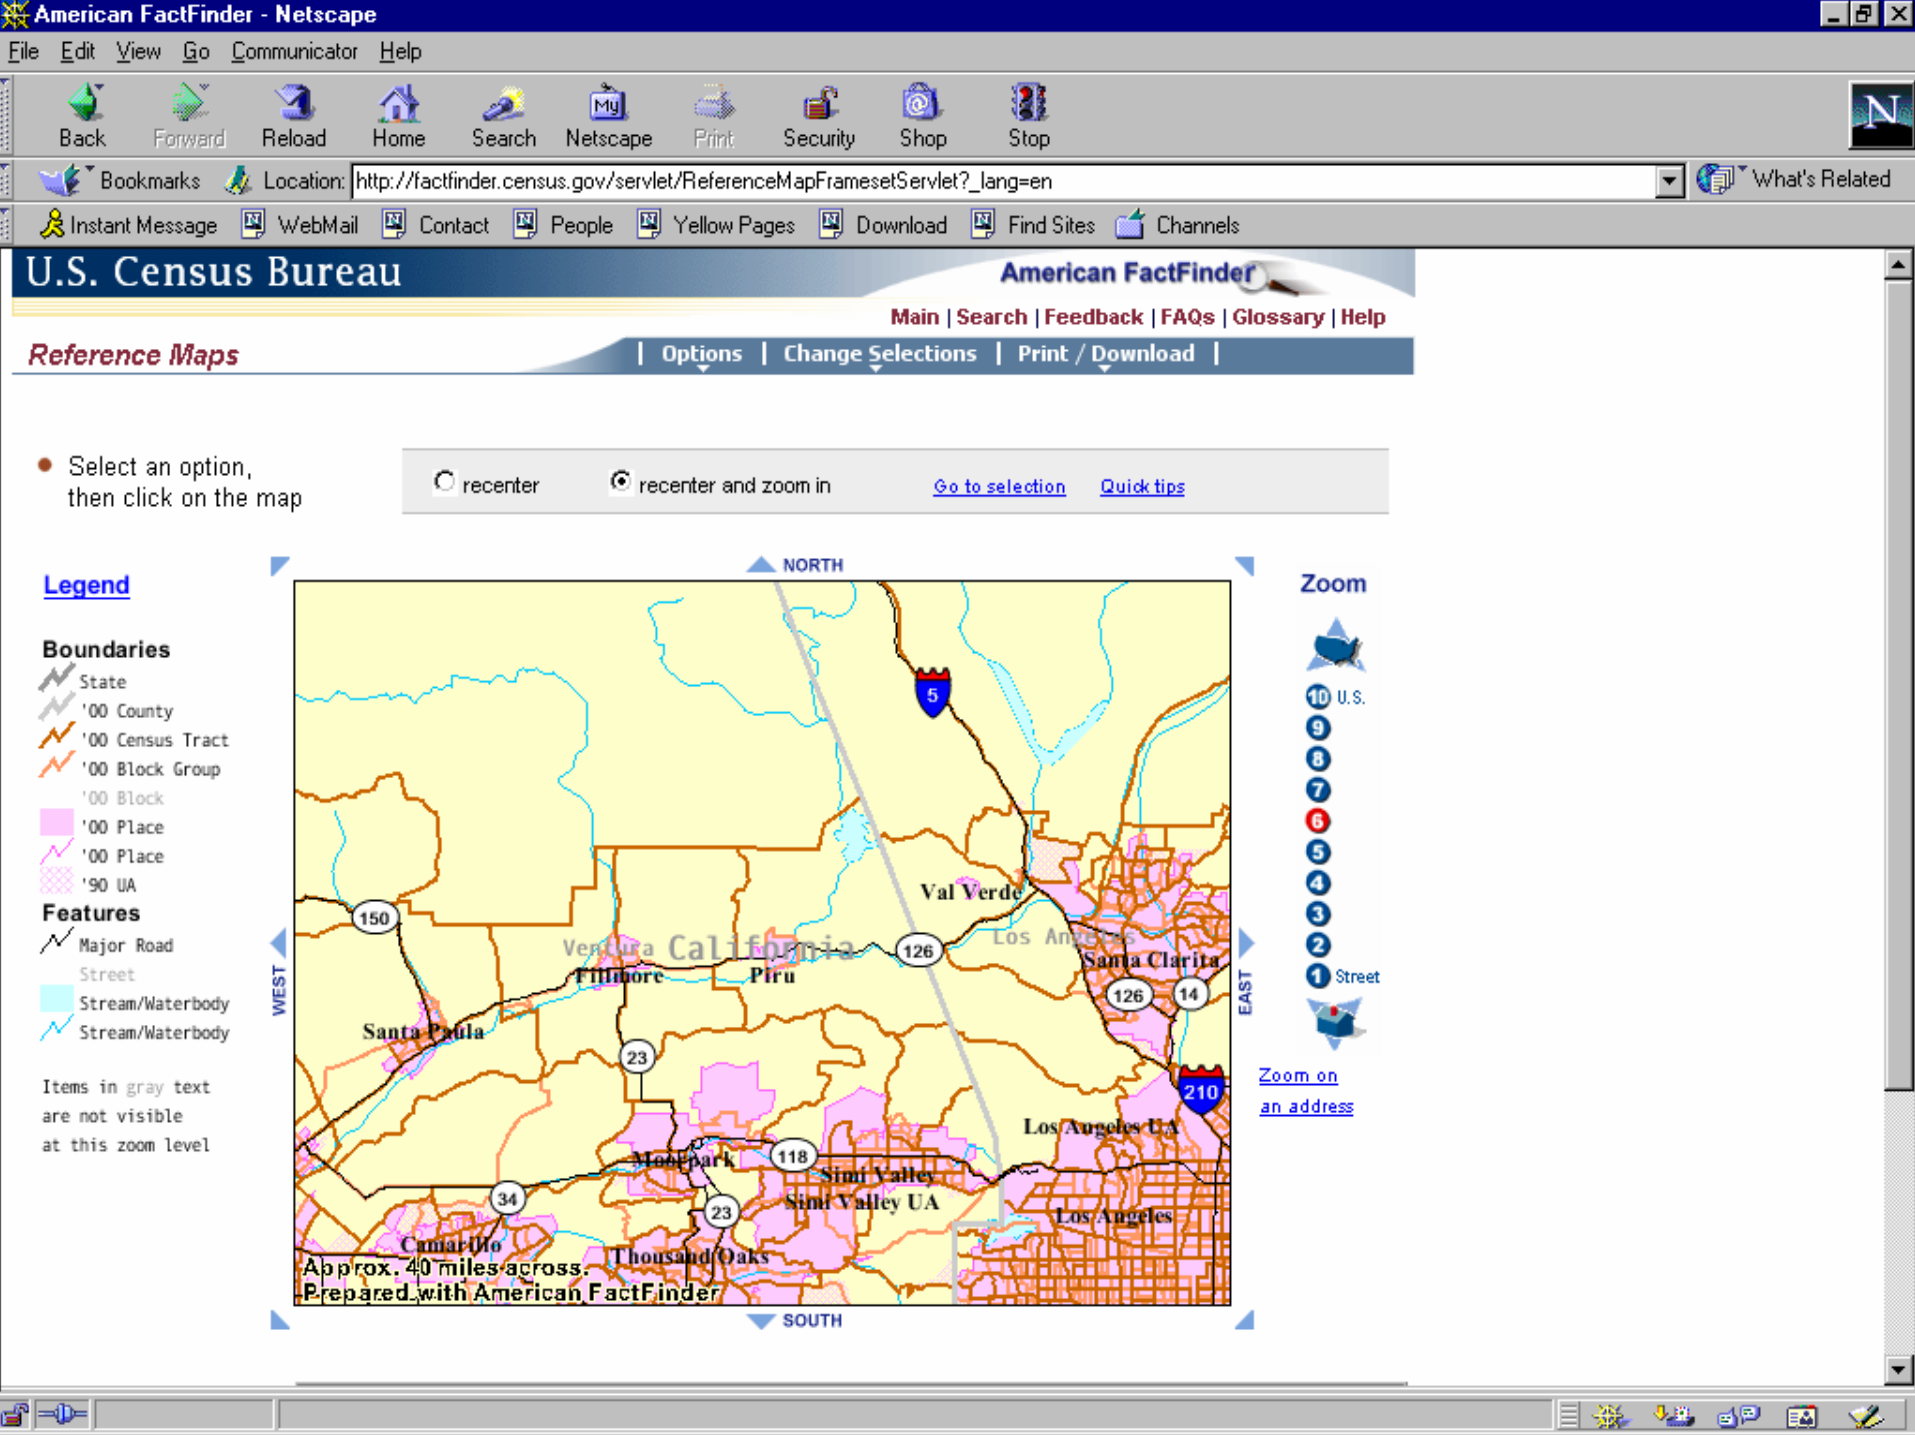 American FactFinder - Netscape
File Edit View Go Communicator Help
Back Forward Reload Home Search Netscape Print Security Shop Stop
My
N
Bookmarks Location: http://factfinder.census.gov/servlet/ReferenceMapFramesetServlet?_lang=en What's Related
Instant Message WebMail Contact People Yellow Pages Download Find Sites Channels
U.S. Census Bureau
American FactFinder
Main | Search | Feedback | FAQs | Glossary | Help
Reference Maps
| Options | Change Selections | Print / Download |
Select an option,
then click on the map
recenter recenter and zoom in Go to selection Quick tips
Legend
Boundaries
State
'00 County
'00 Census Tract
'00 Block Group
'00 Block
'00 Place
'00 Place
'90 UA
Features
Major Road
Street
Stream/Waterbody
Stream/Waterbody
Items in gray text
are not visible
at this zoom level
NORTH
WEST
EAST
SOUTH
5
Val Verde
150
Ventura California
126
Los Angeles
Fillmore
Piru
Santa Clarita
126
14
Santa Paula
23
210
Los Angeles UA
Moorpark
118
Simi Valley
Simi Valley UA
34
23
Los Angeles
Camarillo
Thousand Oaks
Approx. 40 miles across.
Prepared with American FactFinder
Zoom
10 U.S.
9
8
7
6
5
4
3
2
1 Street
Zoom on
an address